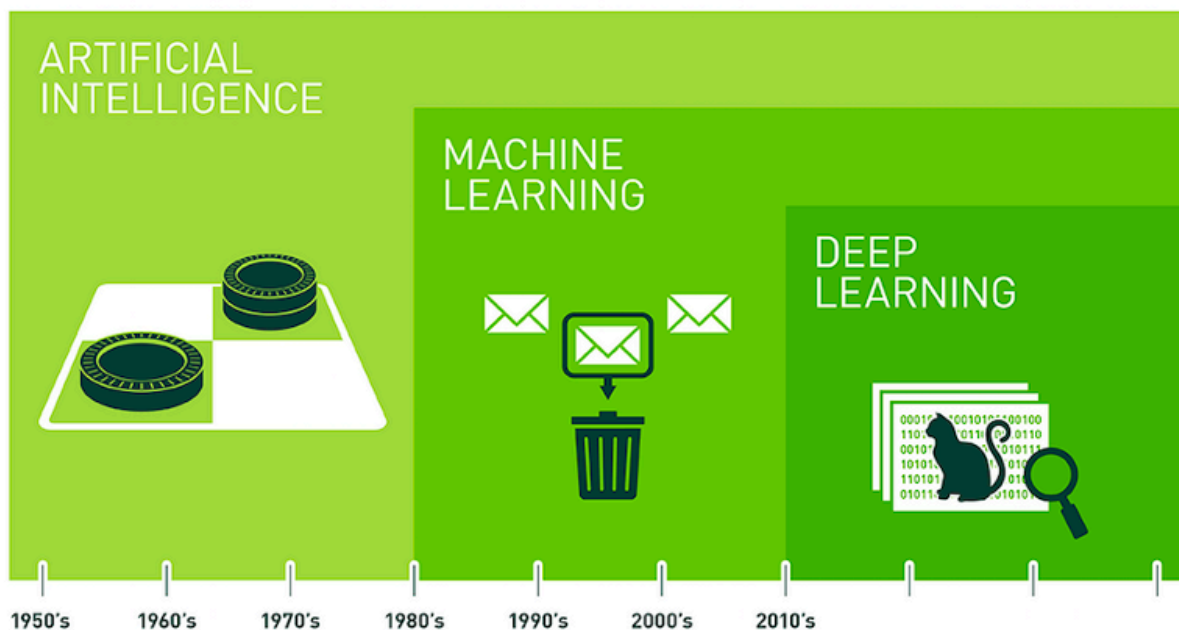 ARTIFICIAL
INTELLIGENCE
MACHINE
LEARNING
DEEP
LEARNING
1950's
1960's
1970's
1980's
1990's
2000's
2010's